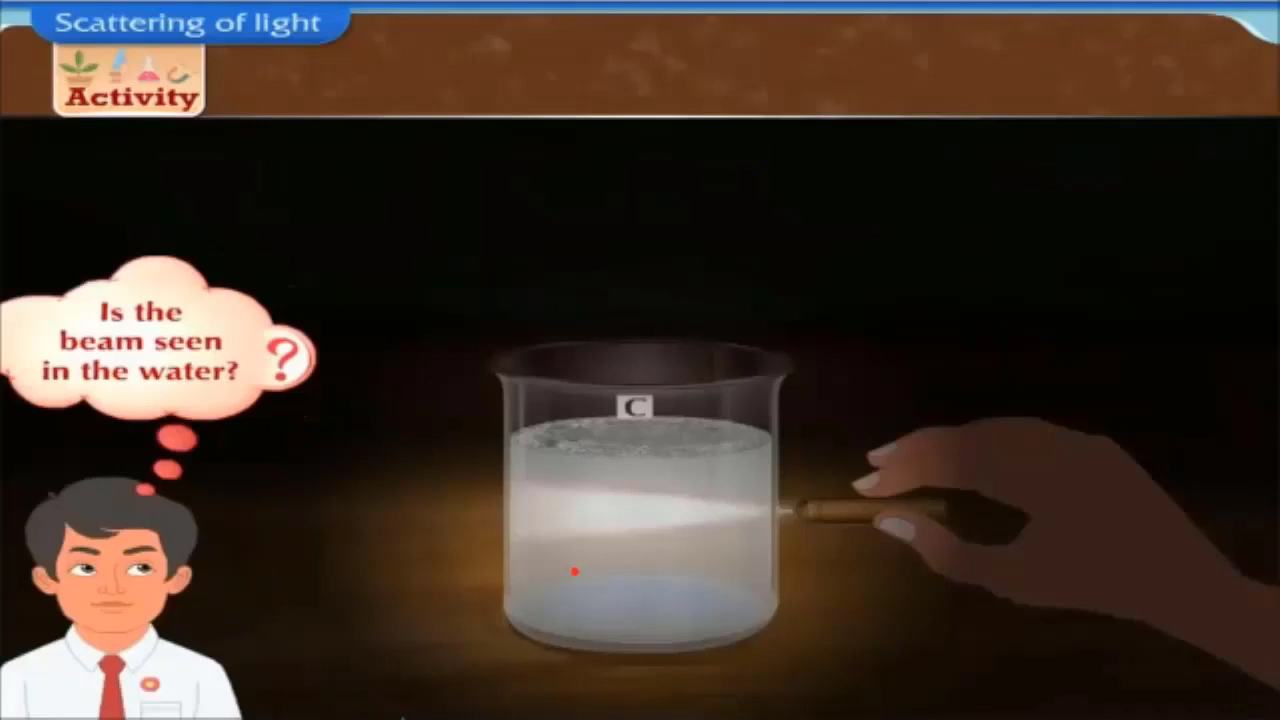 Scattering of light
Activity
Is the
beam seen
in the water?
?
C